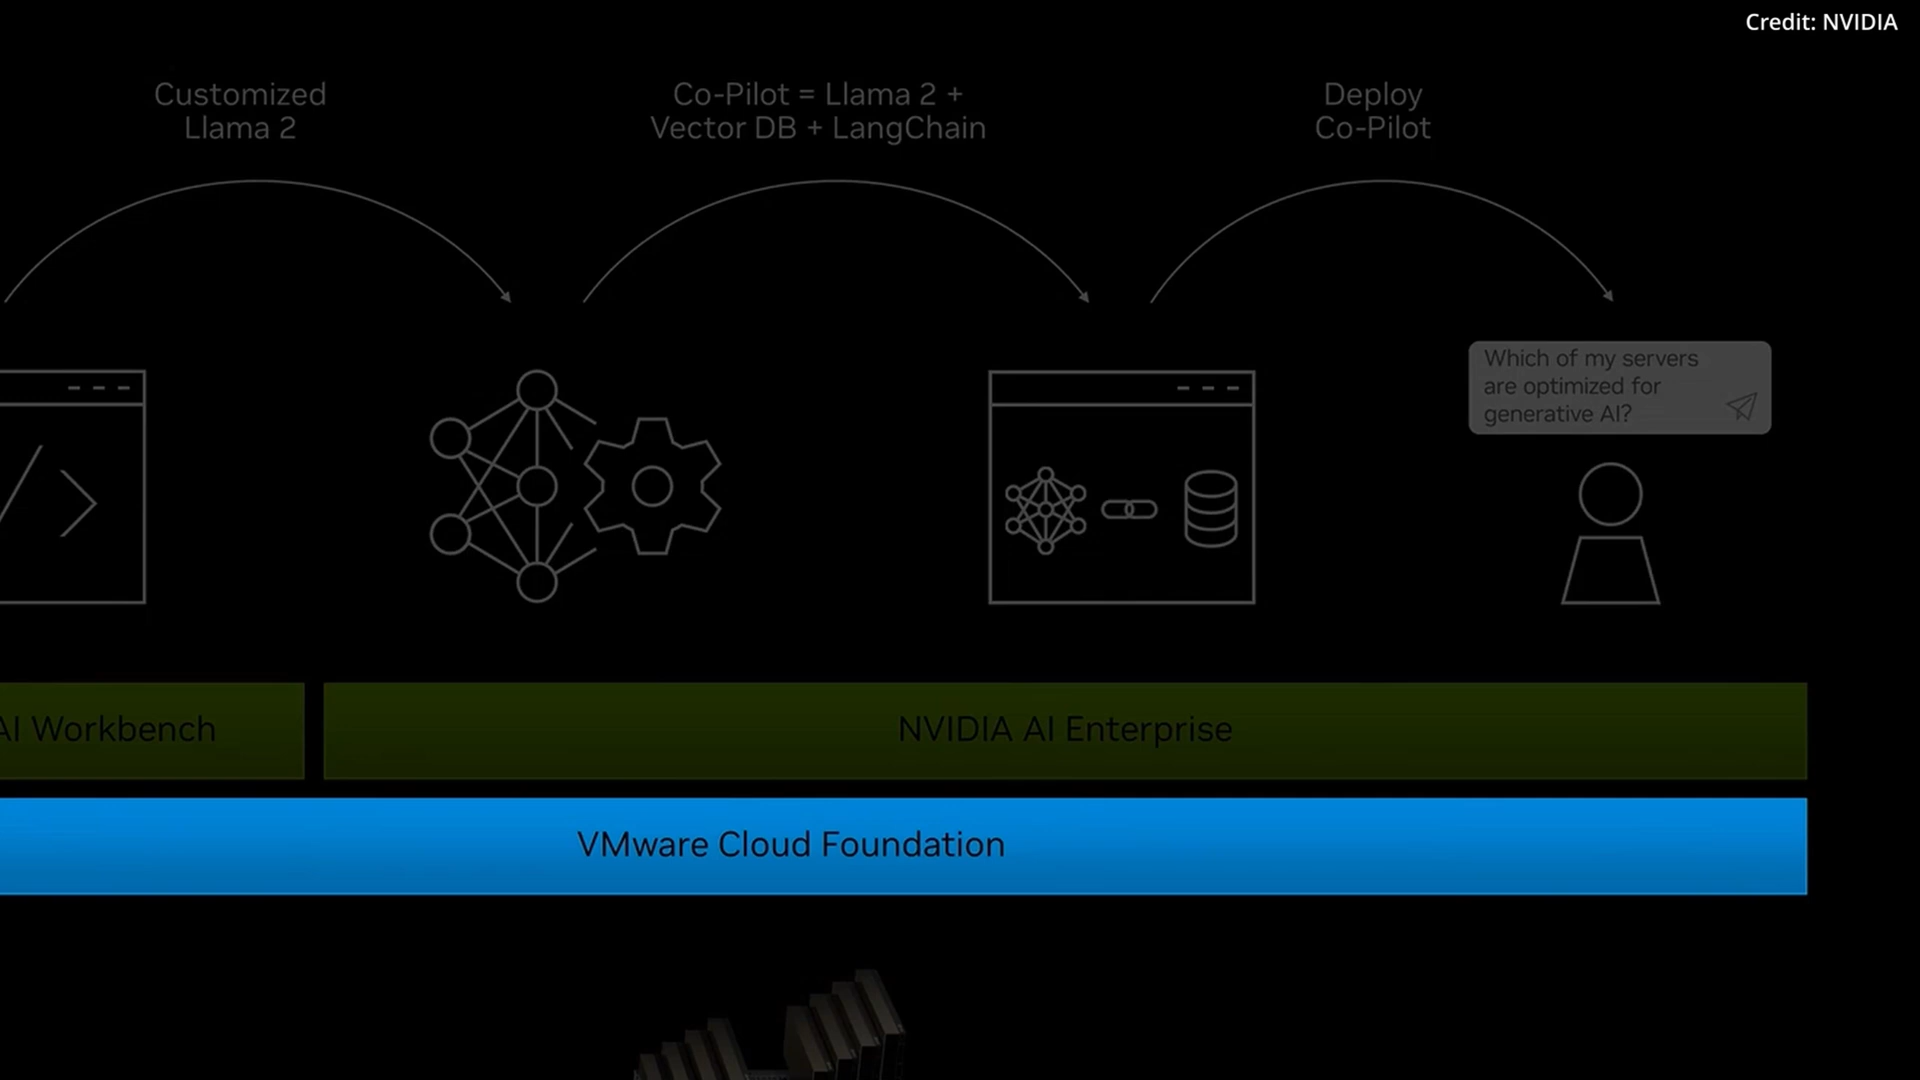 Credit: NVIDIA
Customized
Llama 2
Co-Pilot = Llama 2 +
Vector DB + LangChain
Deploy
Co-Pilot
Which of my servers
are optimized for
generative AI?
AI Workbench
NVIDIA AI Enterprise
VMware Cloud Foundation